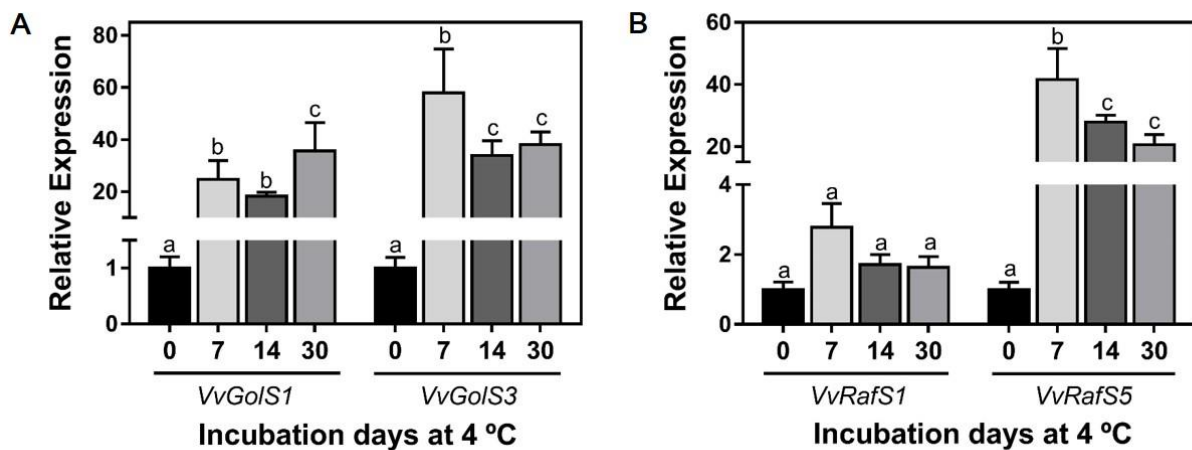 A
Relative Expression
80
60
40
20
1
0
a
b
b
c
a
b
c
c
0 7 14 30 0 7 14 30
VvGolS1 VvGolS3
Incubation days at 4 ºC
B
Relative Expression
60
40
20
4
2
0
a
a
a
a
a
b
c
c
0 7 14 30 0 7 14 30
VvRafS1 VvRafS5
Incubation days at 4 ºC